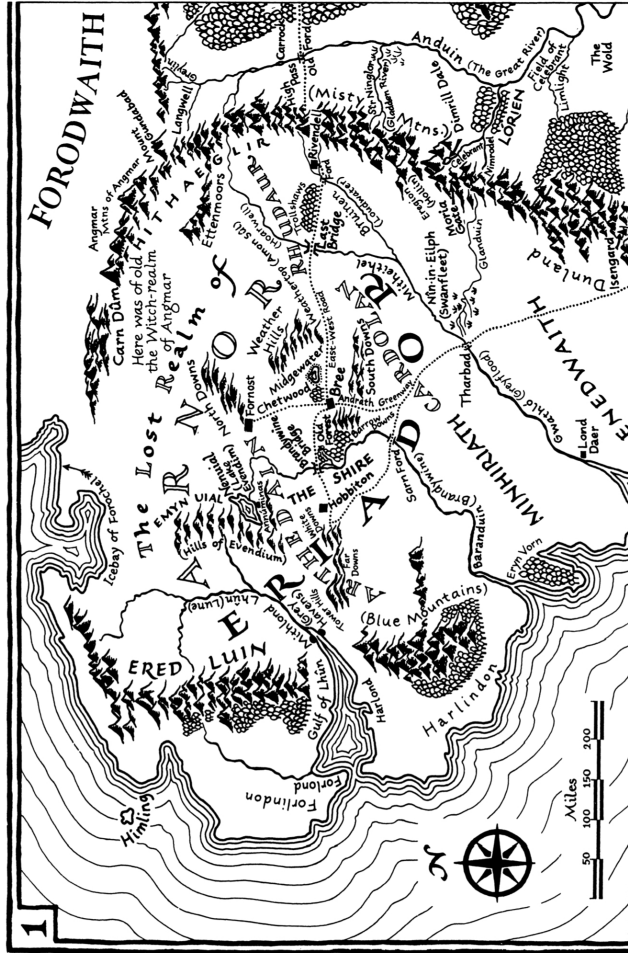 1
FORODWAITH
Mount
Gundabad
Greylin
Langwell
Angmar
Mtns of Angmar
Carn Dûm
Here was of old
the Witch-realm
of Angmar
HITHAEGLIR
(Misty
Mtns.)
Ettenmoors
Carrock
Old Ford
High
Pass
Anduin (The Great River)
Str Ninglor
(Gladden River)
Dimril Dale
LORIEN
Celebrant
Nimrodel
Field of
Celebrant
Limlight
The
Wold
Icebay of Forochel
The Lost Realm of
ARNOR
North Downs
Fornost
Weather
Hills
Weathertop (Amon Sûl)
RHUDAUR
(Hoarwell)
Mitheithel
Trollshaws
Last
Bridge
Rivendell
Ford
Bruinen
(Loudwater)
Eregion
(Hollin)
Moria
Gate
Glanduin
Nîn-in-Eilph
(Swanfleet)
Dunland
Isengard
ENEDWAITH
Chetwood
Midgewater
Bree
East-West Road
South Downs
Andrath Greenway
CARDOLAN
Tharbad
Gwathló (Greyflood)
Lond
Daer
MINHIRIATH
EMYN UIAL
(Hills of Evendium)
Nenuial
(Lake
Evendim)
Annuminas
Brandywine
Bridge
Old
Forest
Barrow
Downs
THE SHIRE
Hobbiton
White
Downs
Far
Downs
Tower Hills
Sarn Ford
Baranduin
(Brandywine)
Eryn Vorn
ARTHEDAIN
ERIADOR
Lhûn (Lune)
Mithlond
(Grey
Havens)
ERED
LUIN
(Blue Mountains)
Gulf of Lhûn
Harlond
Harlindon
Forlond
Forlindon
Himling
N
Miles
50
100
150
200